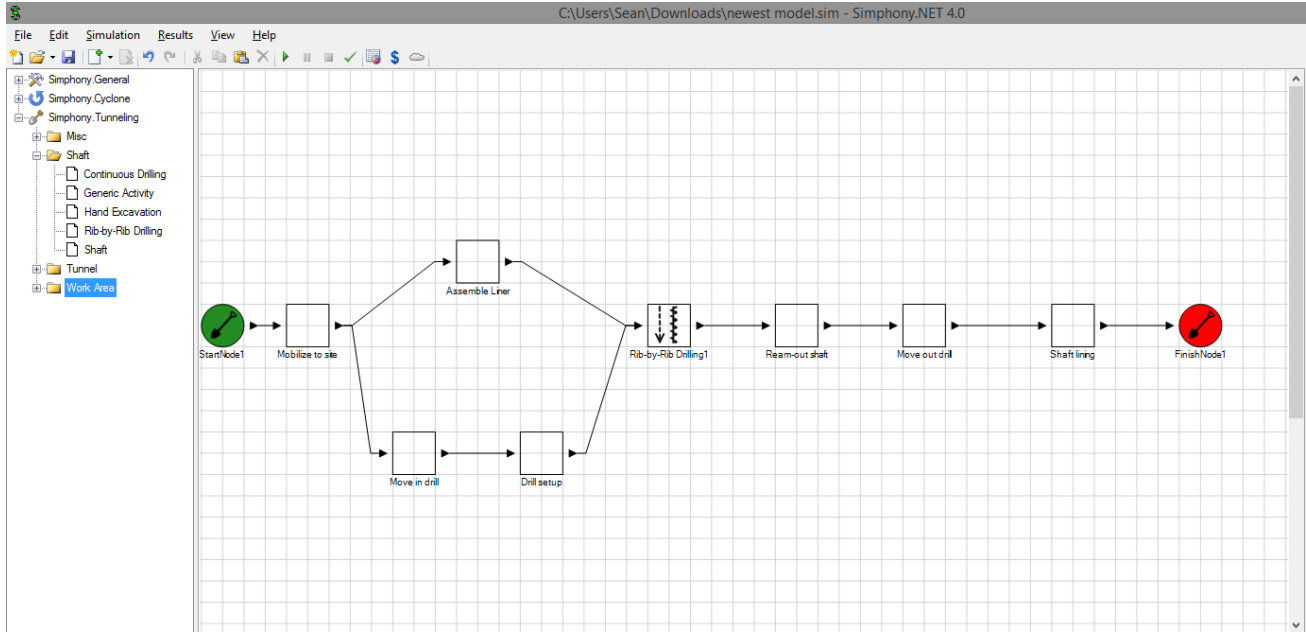 C:\Users\Sean\Downloads\newest model.sim - Simphony.NET 4.0
File Edit Simulation Results View Help
Simphony.General
Simphony.Cyclone
Simphony.Tunneling
Misc
Shaft
Continuous Drilling
Generic Activity
Hand Excavation
Rib-by-Rib Drilling
Shaft
Tunnel
Work Area
Assemble Liner
StartNode1 Mobilize to site Rib-by-Rib Drilling1 Ream-out shaft Move out drill Shaft lining FinishNode1
Move in drill Drill setup